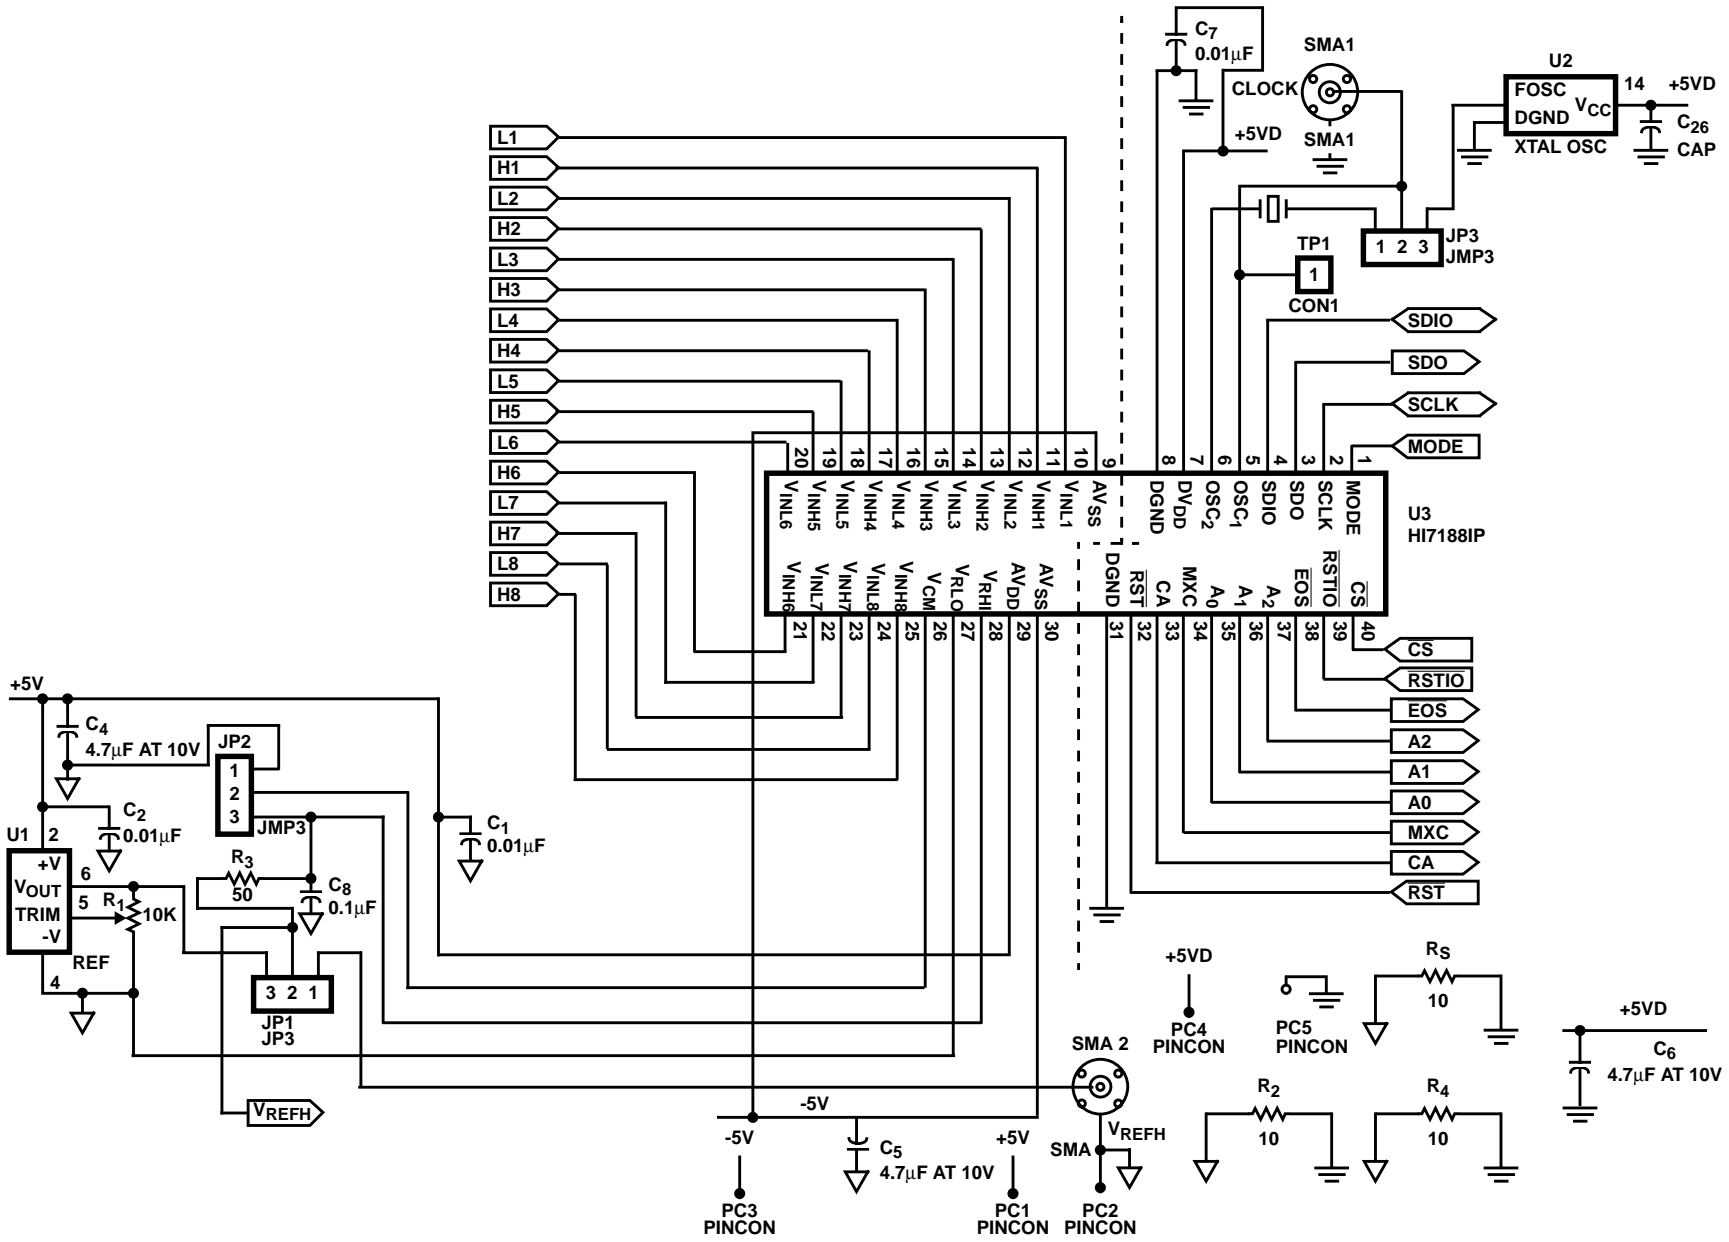 C7
0.01µF
SMA1
CLOCK
SMA1
+5VD
U2
FOSC
DGND
VCC
14
+5VD
XTAL OSC
C26
CAP
L1
H1
L2
H2
L3
H3
L4
H4
L5
H5
L6
H6
L7
H7
L8
H8
1 2 3
JP3
JMP3
TP1
1
CON1
SDIO
SDO
SCLK
MODE
20 19 18 17 16 15 14 13 12 11 10 9 8 7 6 5 4 3 2 1
VINL6 VINH5 VINL5 VINH4 VINL4 VINH3 VINL3 VINH2 VINL2 VINH1 VINL1 AVSS DGND DVDD OSC2 OSC1 SDIO SDO SCLK MODE
U3
HI7188IP
VINH6 VINL7 VINH7 VINL8 VINH8 VCM VRLO VRHI AVDD AVSS DGND RST CA MXC A0 A1 A2 EOS RSTIO CS
21 22 23 24 25 26 27 28 29 30 31 32 33 34 35 36 37 38 39 40
CS
RSTIO
EOS
A2
A1
A0
MXC
CA
RST
+5V
C4
4.7µF AT 10V
JP2
1
2
3
JMP3
C2
0.01µF
C1
0.01µF
U1
2
+V
VOUT
TRIM
-V
6
5
4
REF
R1
10K
R3
50
C8
0.1µF
3 2 1
JP1
JP3
VREFH
-5V
-5V
PC3
PINCON
C5
4.7µF AT 10V
+5V
PC1
PINCON
SMA 2
VREFH
SMA
PC2
PINCON
+5VD
PC4
PINCON
PC5
PINCON
RS
10
R2
10
R4
10
+5VD
C6
4.7µF AT 10V